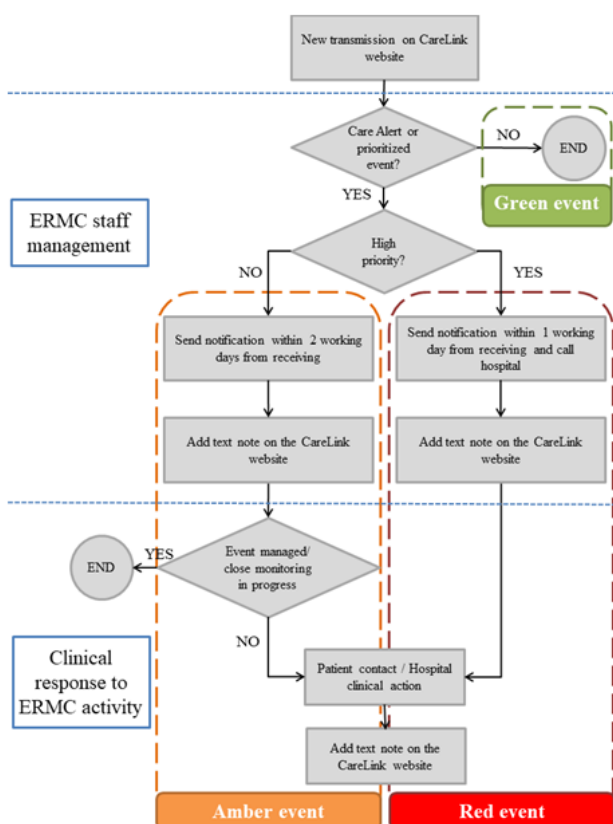 New transmission on CareLink
website
Care Alert or
prioritized
event?
NO
END
Green event
YES
ERMC staff
management
High
priority?
NO
YES
Send notification within 2 working
days from receiving
Send notification within 1 working
day from receiving and call
hospital
Add text note on the CareLink
website
Add text note on the CareLink
website
Event managed/
close monitoring
in progress
YES
END
NO
Clinical
response to
ERMC activity
Patient contact / Hospital
clinical action
Add text note on the
CareLink website
Amber event
Red event